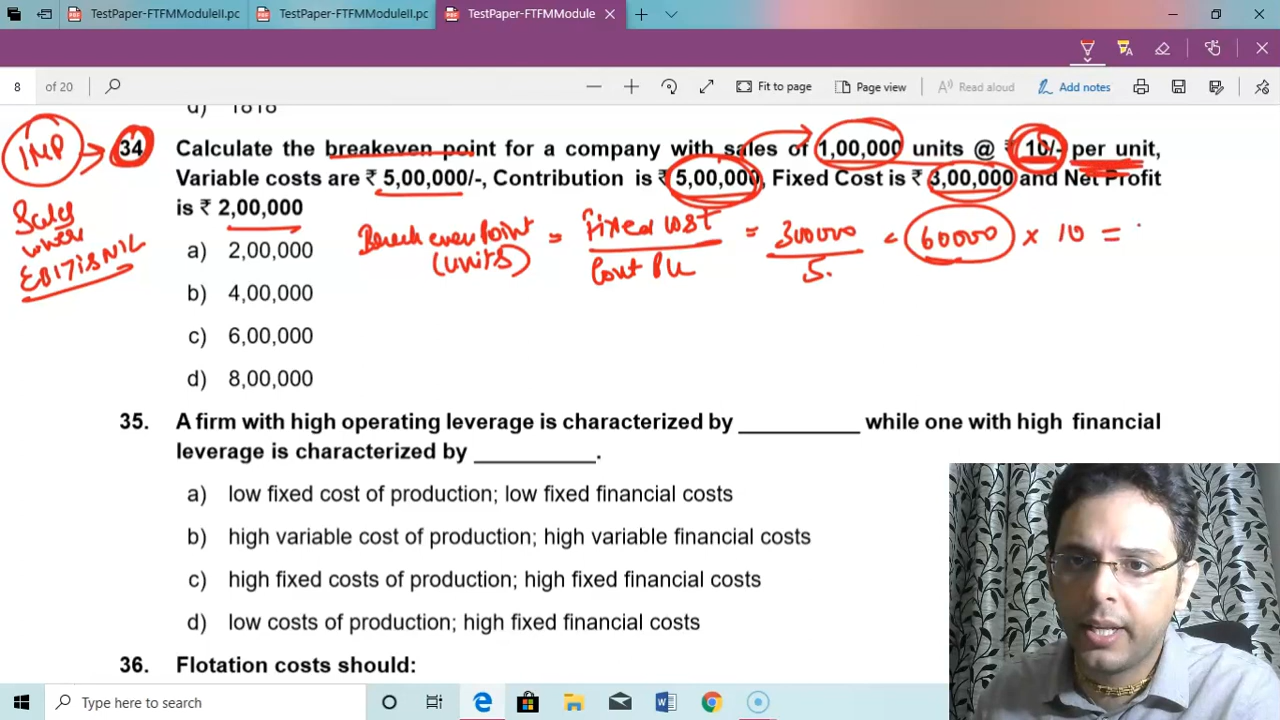 TestPaper-FTFMModuleII.pc
TestPaper-FTFMModuleII.pc
TestPaper-FTFMModule
8 of 20
Fit to page
Page view
Read aloud
Add notes
d) 1818
IMP
34 Calculate the breakeven point for a company with sales of 1,00,000 units @ ₹ 10/- per unit,
Variable costs are ₹ 5,00,000/-, Contribution is ₹ 5,00,000, Fixed Cost is ₹ 3,00,000 and Net Profit
is ₹ 2,00,000
Sales
when
EBIT is NIL
Break even Point = fixed cost = 300000 = 60000 × 10 =
(units) Cont PU 5.
a) 2,00,000
b) 4,00,000
c) 6,00,000
d) 8,00,000
35. A firm with high operating leverage is characterized by __________ while one with high financial
leverage is characterized by __________.
a) low fixed cost of production; low fixed financial costs
b) high variable cost of production; high variable financial costs
c) high fixed costs of production; high fixed financial costs
d) low costs of production; high fixed financial costs
36. Flotation costs should:
Type here to search